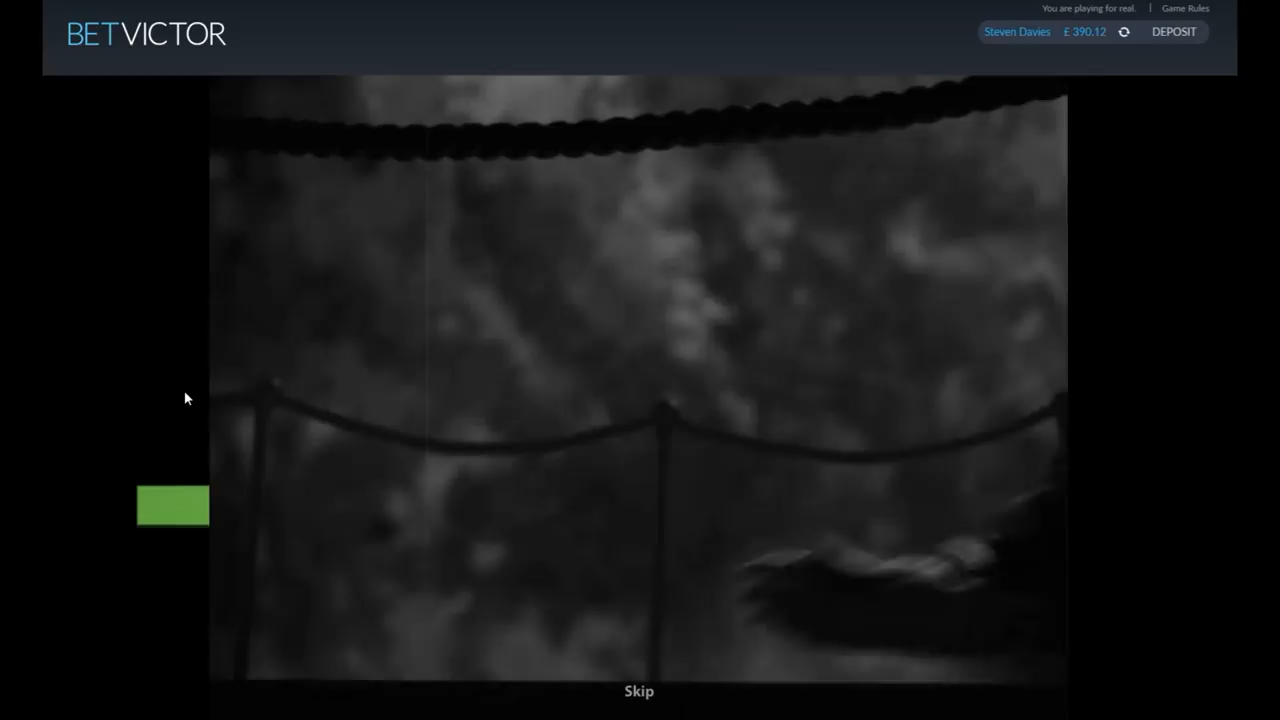 You are playing for real. | Game Rules
BETVICTOR
Steven Davies £ 390.12 DEPOSIT
Skip